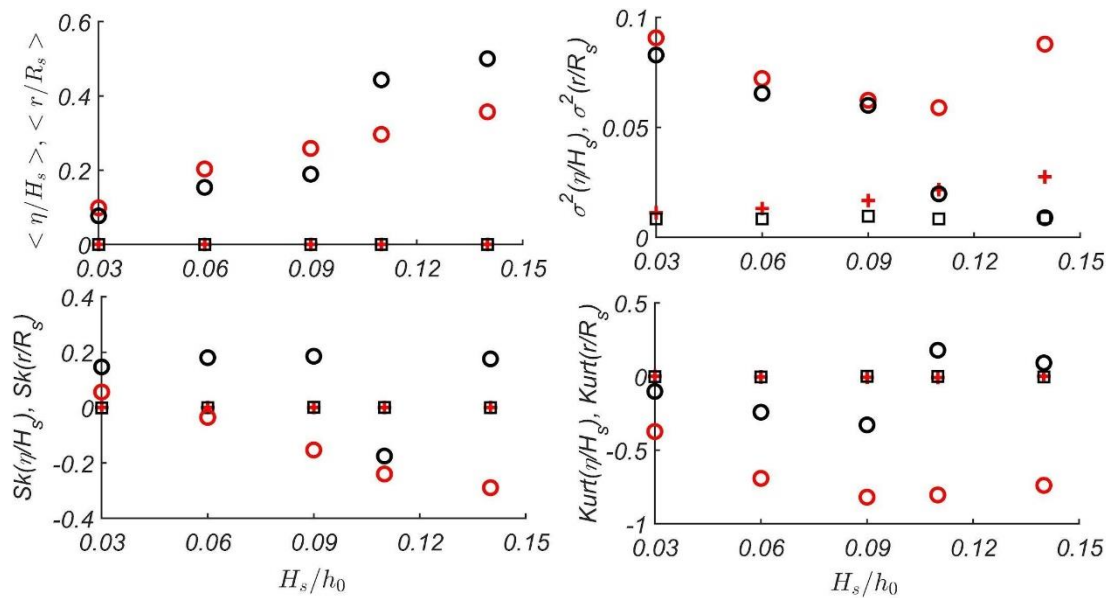 < η/H_s >, < r/R_s >
0.6
0.4
0.2
0
0.03 0.06 0.09 0.12 0.15
σ²(η/H_s), σ²(r/R_s)
0.1
0.05
0
0.03 0.06 0.09 0.12 0.15
Sk(η/H_s), Sk(r/R_s)
0.4
0.2
0
-0.2
-0.4
0.03 0.06 0.09 0.12 0.15
H_s/h_0
Kurt(η/H_s), Kurt(r/R_s)
0.5
0
-0.5
-1
0.03 0.06 0.09 0.12 0.15
H_s/h_0